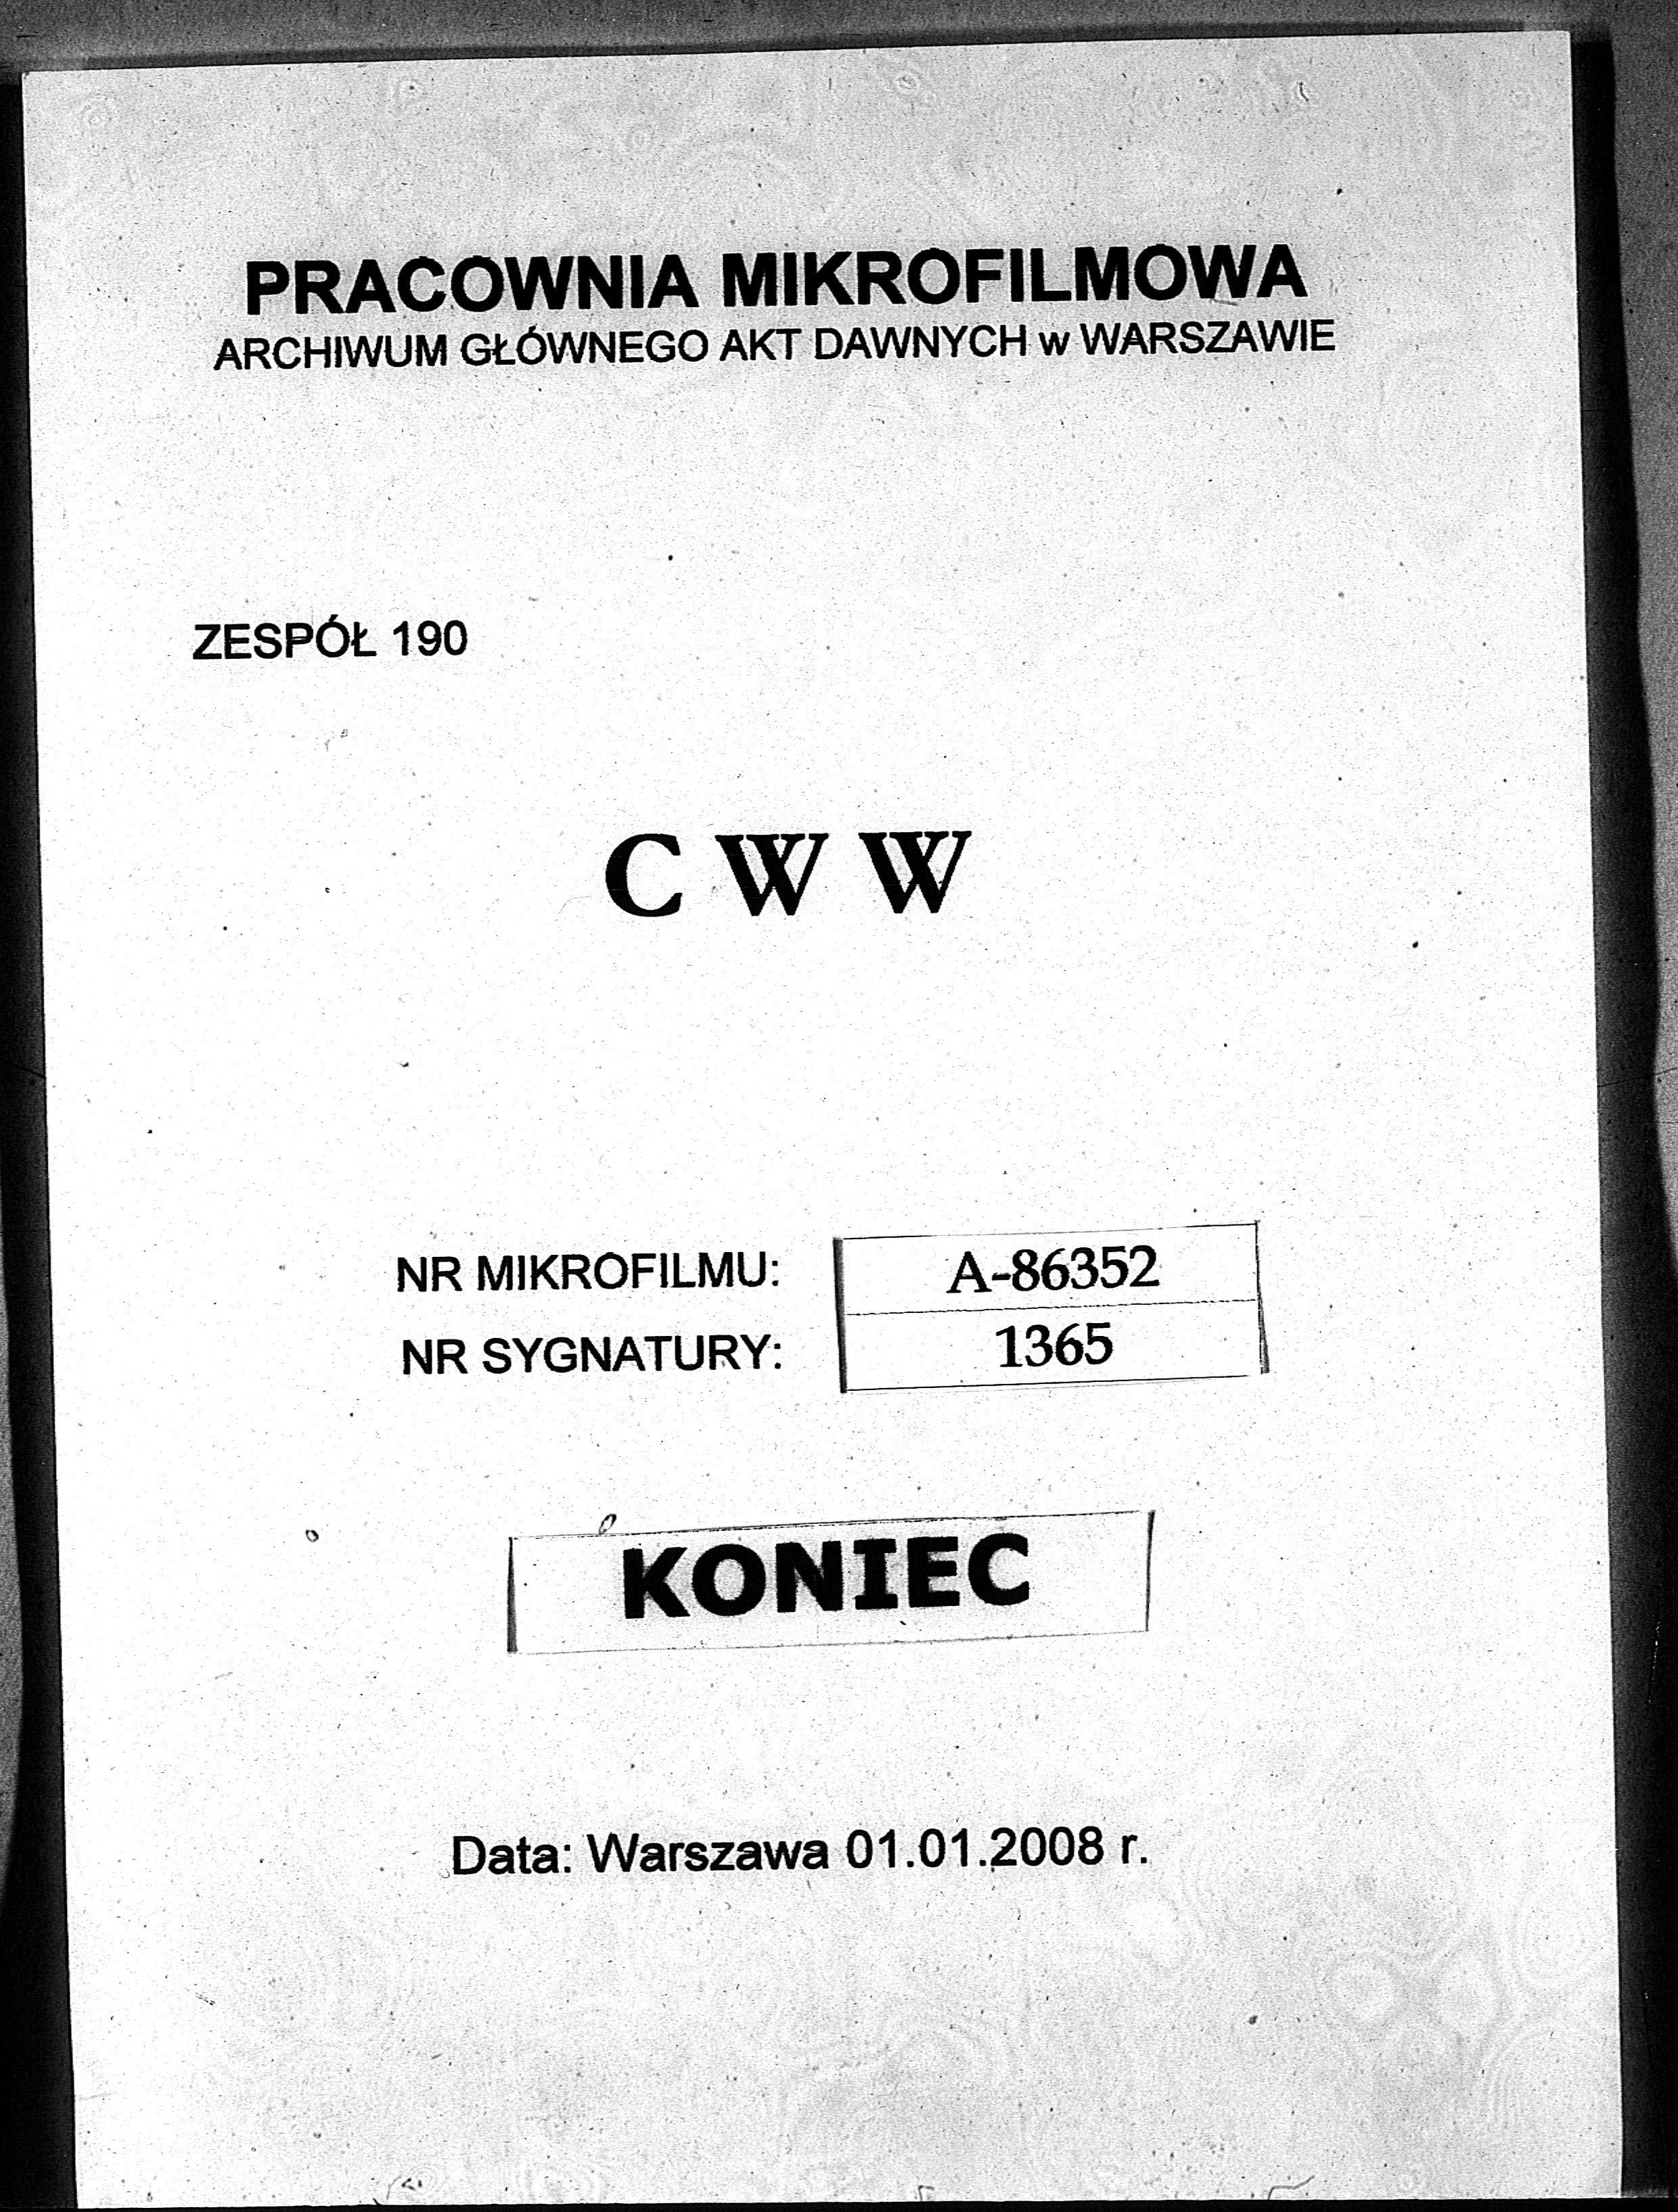 PRACOWNIA MIKROFILMOWA
ARCHIWUM GŁÓWNEGO AKT DAWNYCH w WARSZAWIE
ZESPÓŁ 190
C W W
NR MIKROFILMU: A-86352
NR SYGNATURY: 1365
KONIEC
Data: Warszawa 01.01.2008 r.